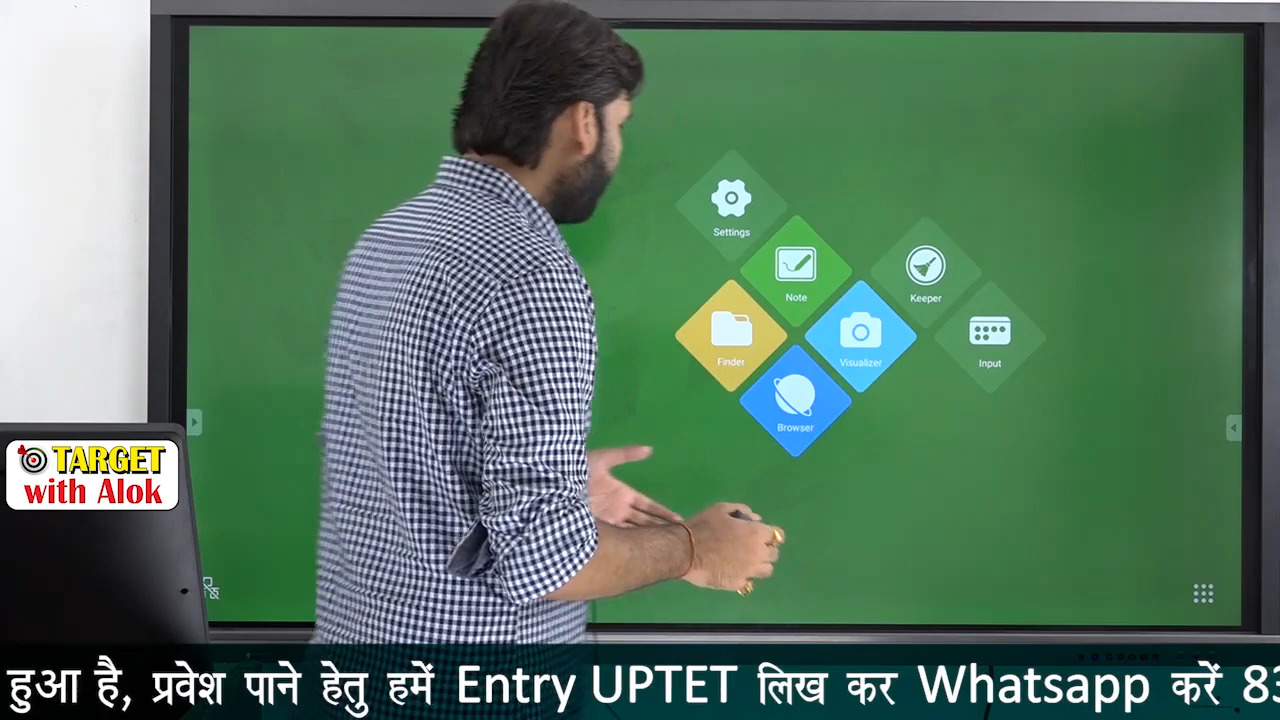 Settings
Note
Keeper
Finder
Visualizer
Input
Browser
TARGET
with Alok
हुआ है, प्रवेश पाने हेतु हमें Entry UPTET लिख कर Whatsapp करें 83